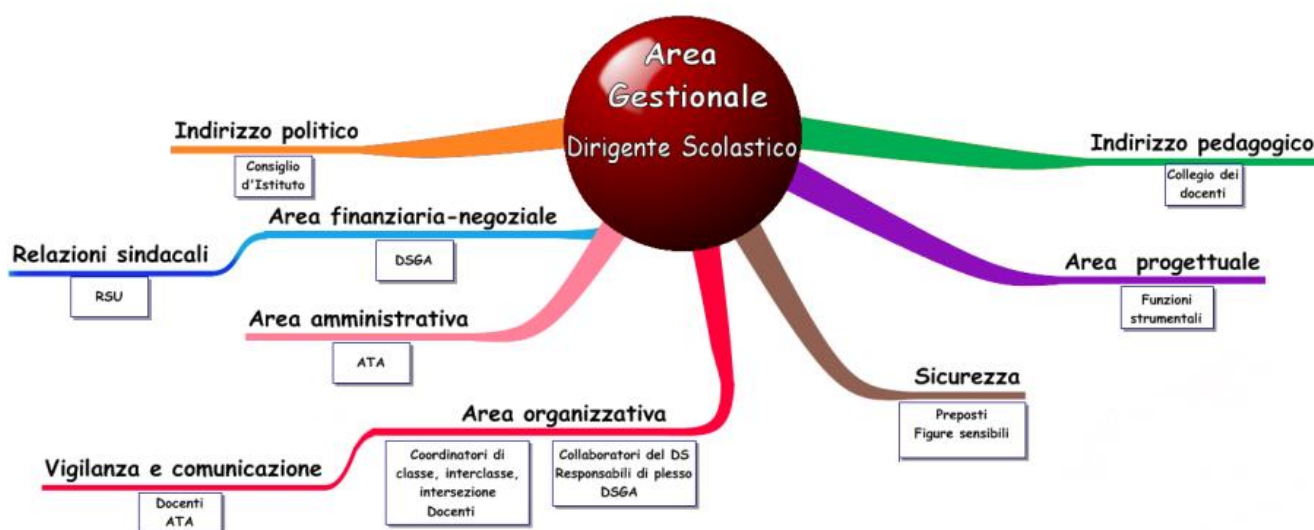 Area
Gestionale
Dirigente Scolastico
Indirizzo politico
Consiglio
d'Istituto
Indirizzo pedagogico
Collegio dei
docenti
Area finanziaria-negoziale
DSGA
Relazioni sindacali
RSU
Area progettuale
Funzioni
strumentali
Area amministrativa
ATA
Sicurezza
Preposti
Figure sensibili
Area organizzativa
Coordinatori di
classe, interclasse,
intersezione
Docenti
Collaboratori del DS
Responsabili di plesso
DSGA
Vigilanza e comunicazione
Docenti
ATA